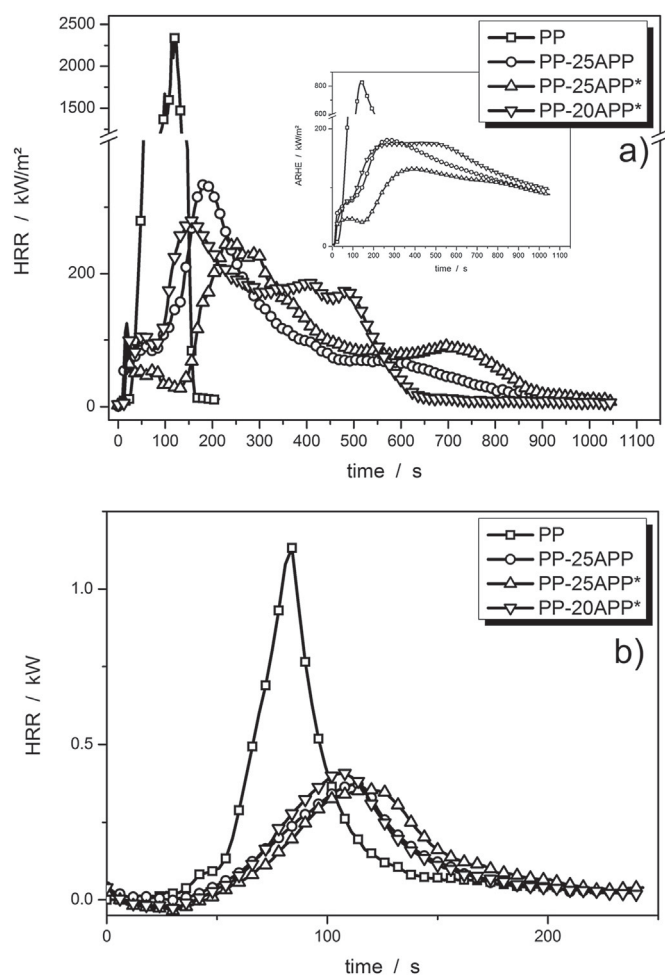 2500
2250
2000
1500
200
0
HRR / kW/m²
0 100 200 300 400 500 600 700 800 900 1000 1100
time / s
PP
PP-25APP
PP-25APP*
PP-20APP*
a)
800
600
200
0
ARHE / kW/m²
0 100 200 300 400 500 600 700 800 900 1000 1100
time / s
1.0
0.5
0.0
HRR / kW
0 100 200
time / s
PP
PP-25APP
PP-25APP*
PP-20APP*
b)